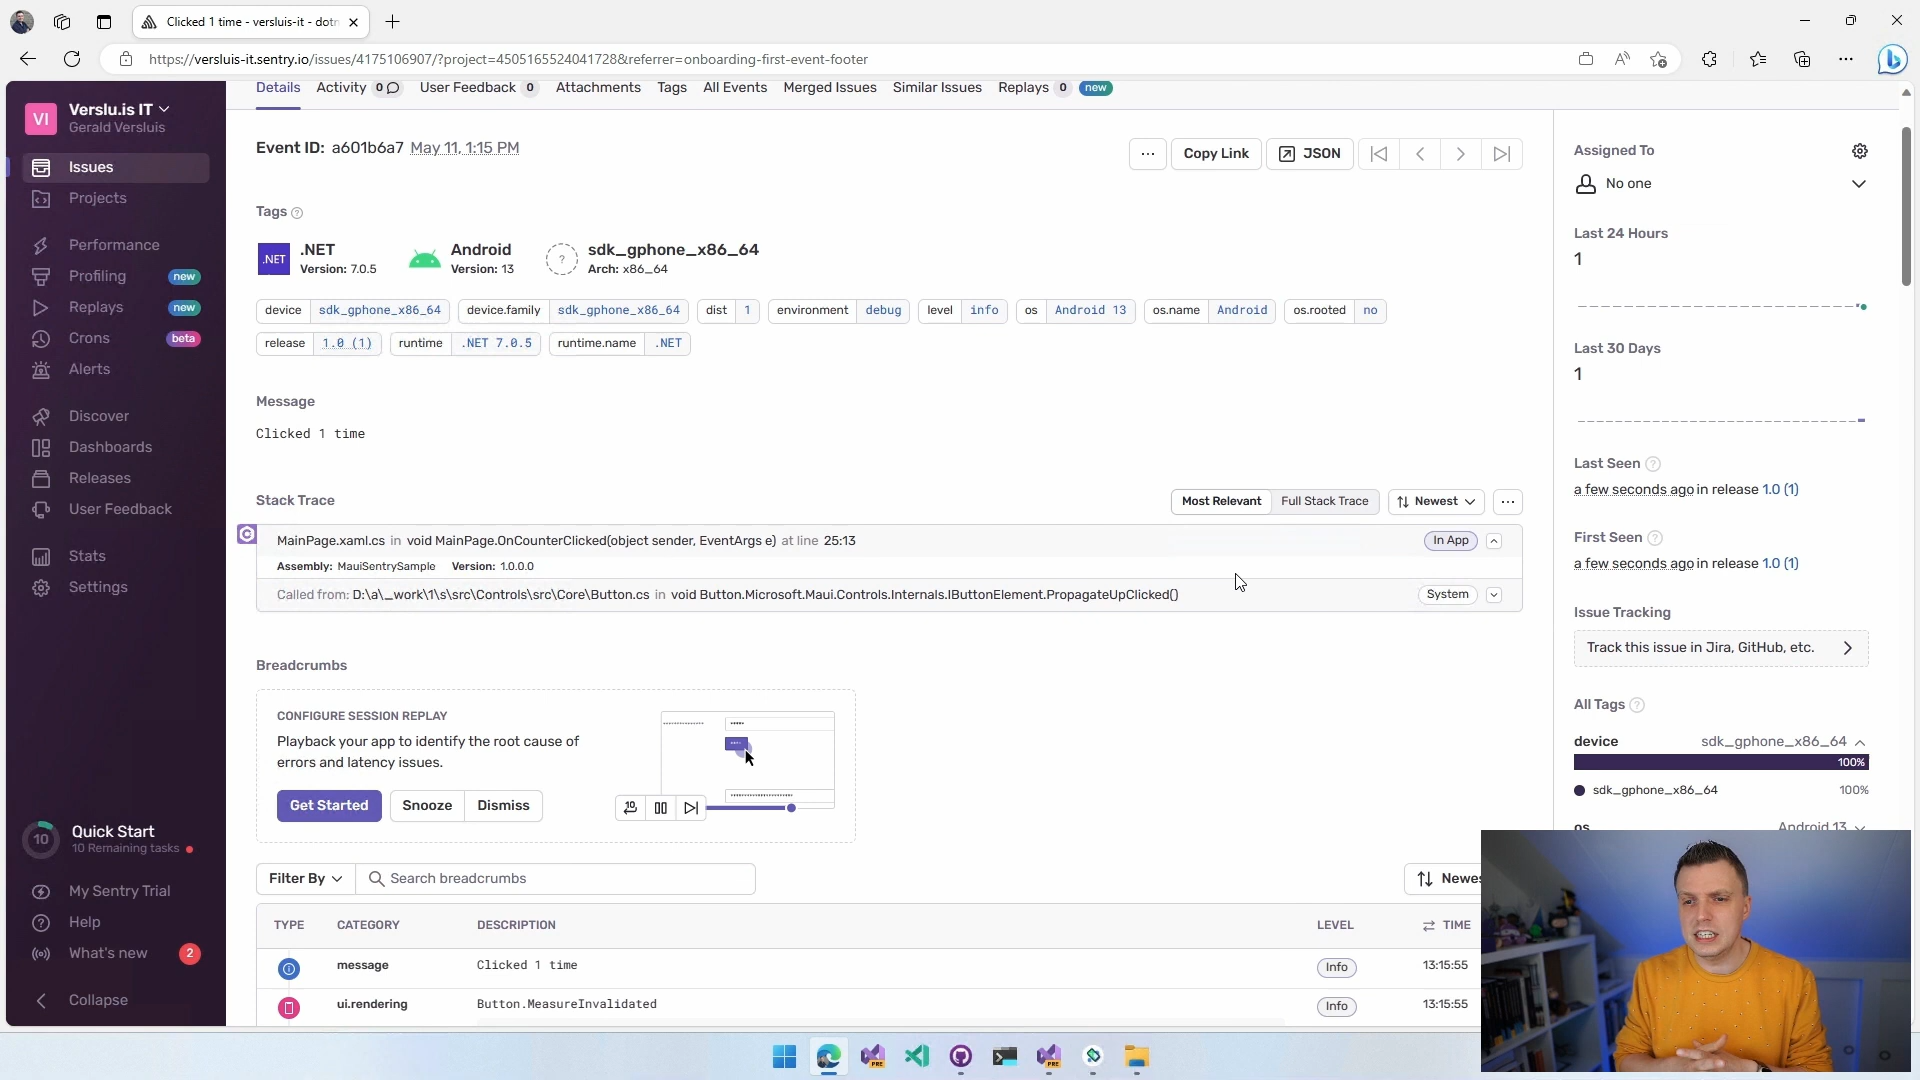 Clicked 1 time - versluis-it - dotn
https://versluis-it.sentry.io/issues/4175106907/?project=4505165524041728&referrer=onboarding-first-event-footer
VI
Verslu.is IT
Gerald Versluis
Issues
Projects
Performance
Profiling new
Replays new
Crons beta
Alerts
Discover
Dashboards
Releases
User Feedback
Stats
Settings
10
Quick Start
10 Remaining tasks
My Sentry Trial
Help
What's new 2
Collapse
Details Activity 0 User Feedback 0 Attachments Tags All Events Merged Issues Similar Issues Replays 0 new
Event ID: a601b6a7 May 11, 1:15 PM
... Copy Link JSON
Tags ?
.NET .NET Android ? sdk_gphone_x86_64
Version: 7.0.5 Version: 13 Arch: x86_64
device sdk_gphone_x86_64 device.family sdk_gphone_x86_64 dist 1 environment debug level info os Android 13 os.name Android os.rooted no
release 1.0 (1) runtime .NET 7.0.5 runtime.name .NET
Message
Clicked 1 time
Stack Trace
Most Relevant Full Stack Trace Newest ...
MainPage.xaml.cs in void MainPage.OnCounterClicked(object sender, EventArgs e) at line 25:13 In App
Assembly: MauiSentrySample Version: 1.0.0.0
Called from: D:\a\_work\1\s\src\Controls\src\Core\Button.cs in void Button.Microsoft.Maui.Controls.Internals.IButtonElement.PropagateUpClicked() System
Breadcrumbs
CONFIGURE SESSION REPLAY
Playback your app to identify the root cause of
errors and latency issues.
Get Started Snooze Dismiss
10
Filter By Search breadcrumbs Newes
TYPE CATEGORY DESCRIPTION LEVEL TIME
message Clicked 1 time Info 13:15:55
ui.rendering Button.MeasureInvalidated Info 13:15:55
Assigned To
No one
Last 24 Hours
1
Last 30 Days
1
Last Seen ?
a few seconds ago in release 1.0 (1)
First Seen ?
a few seconds ago in release 1.0 (1)
Issue Tracking
Track this issue in Jira, GitHub, etc.
All Tags ?
device sdk_gphone_x86_64
100%
sdk_gphone_x86_64 100%
os Android 13
PRE PRE